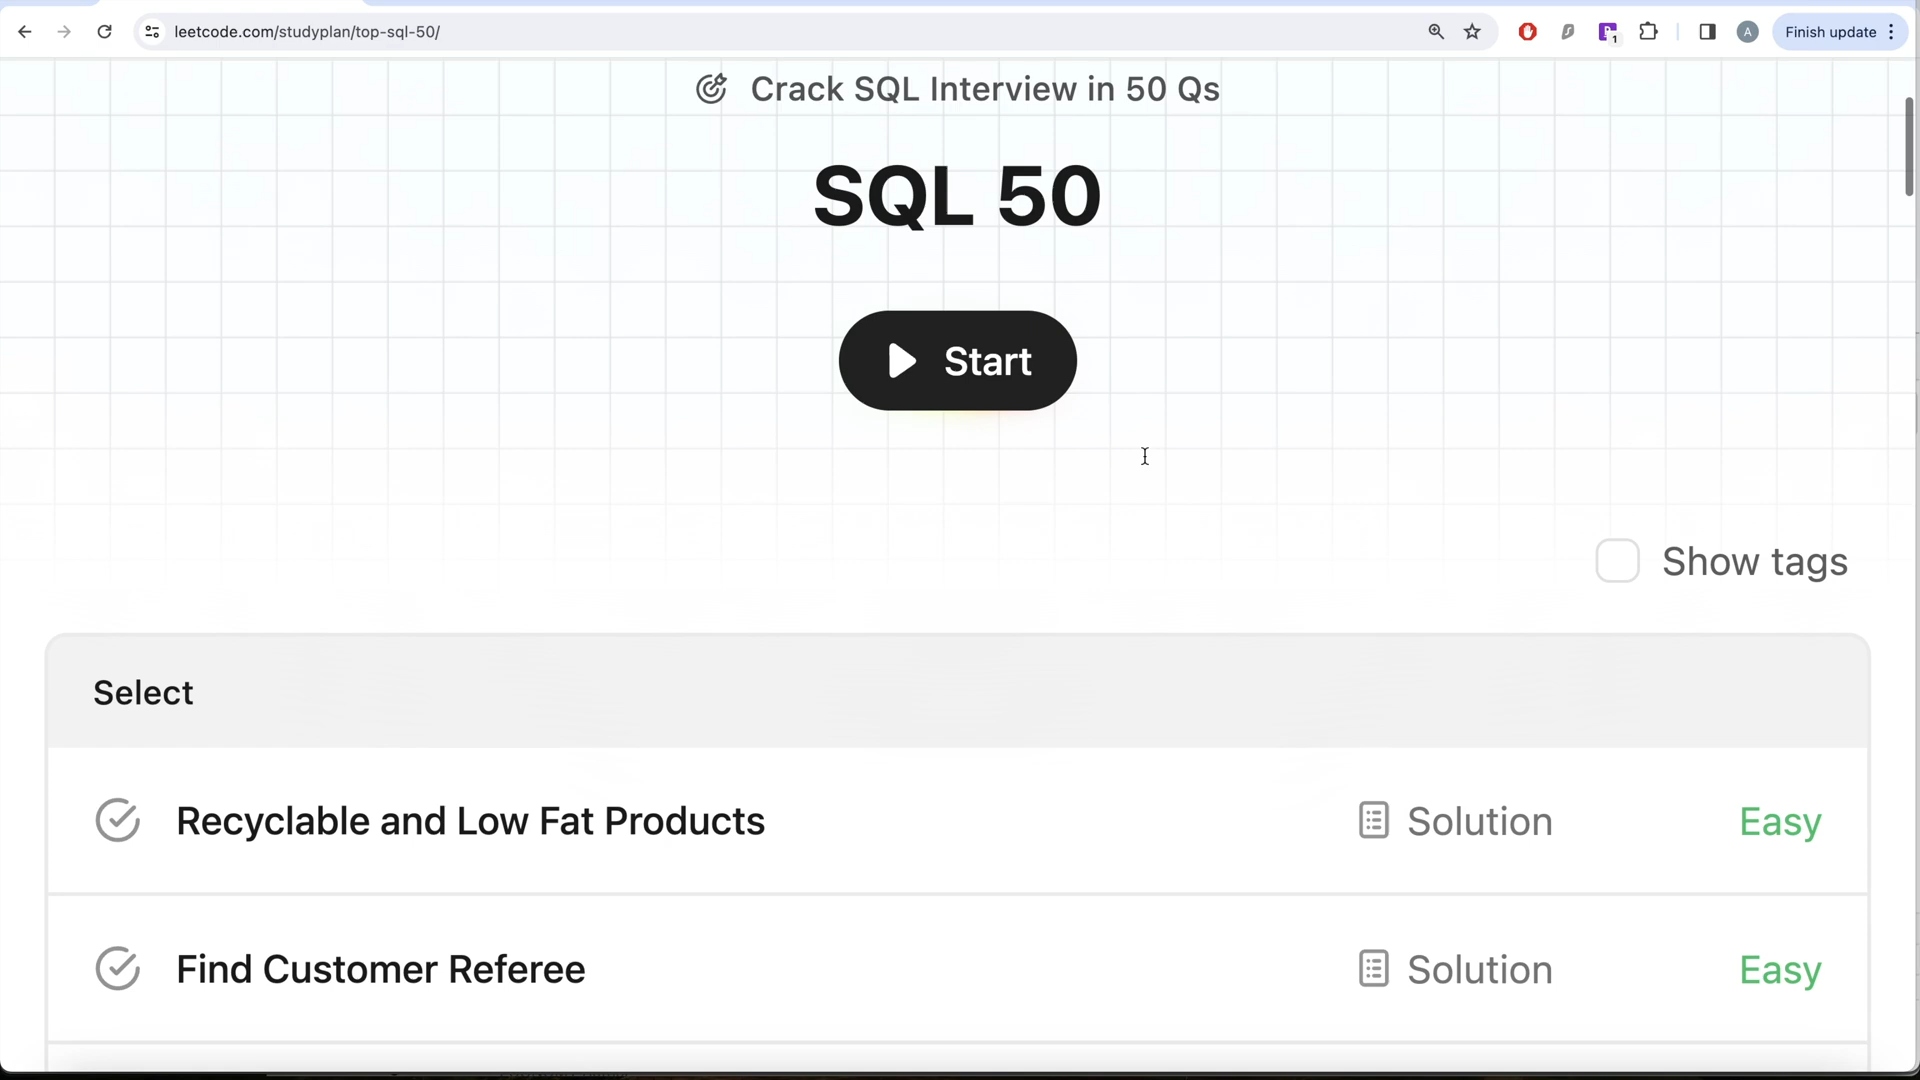 leetcode.com/studyplan/top-sql-50/
1
A
Finish update
Crack SQL Interview in 50 Qs
SQL 50
Start
Show tags
Select
Recyclable and Low Fat Products Solution Easy
Find Customer Referee Solution Easy